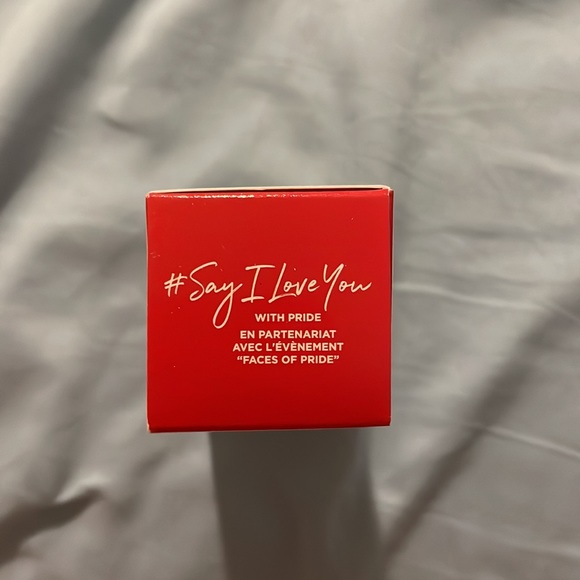 #Say I Love You
WITH PRIDE
EN PARTENARIAT
AVEC L'ÉVÈNEMENT
"FACES OF PRIDE"